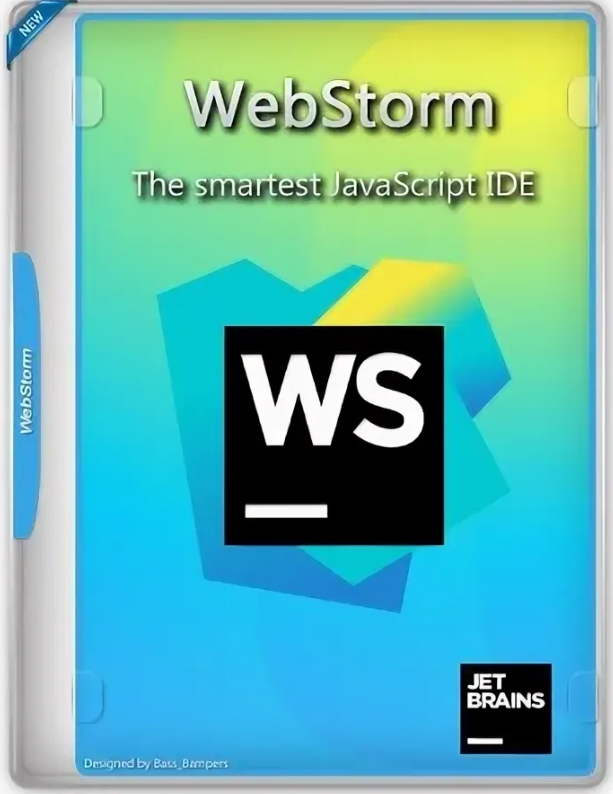 NEW
WebStorm
The smartest JavaScript IDE
WebStorm
WS
JET
BRAINS
Designed by Bass_Bampers